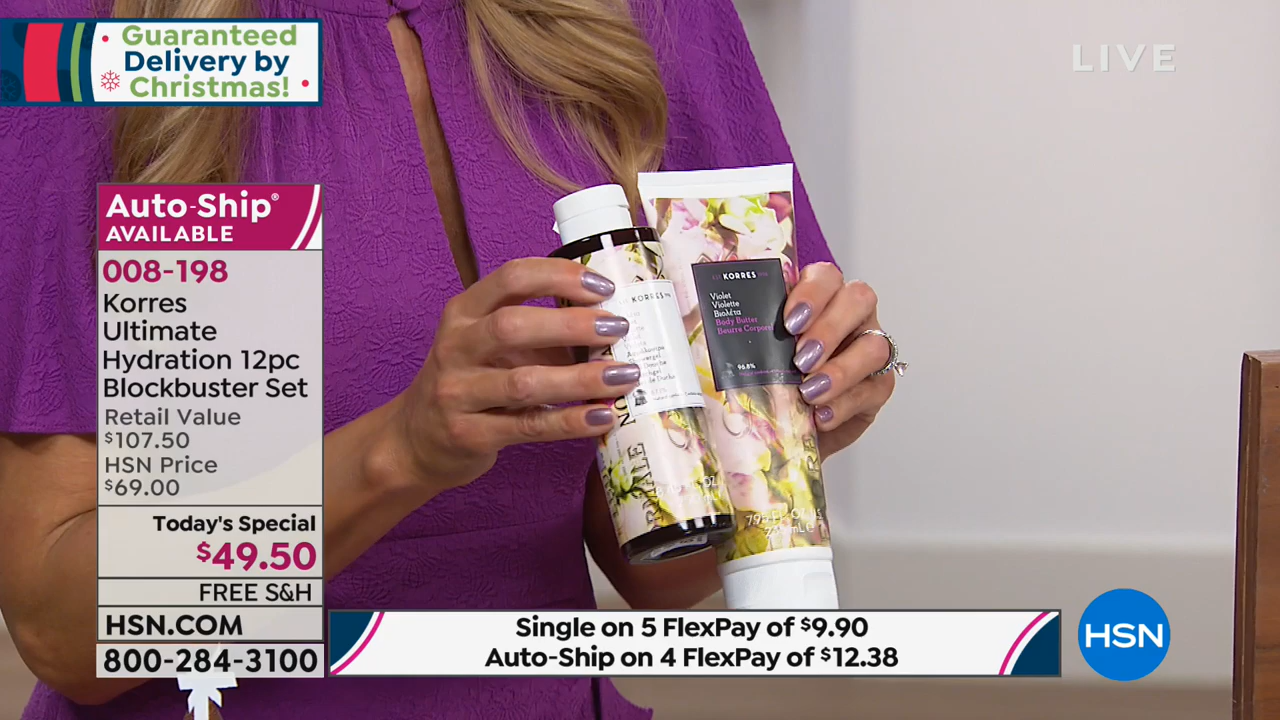 Guaranteed
Delivery by
Christmas!
LIVE
Auto-Ship®
AVAILABLE
008-198
Korres
Ultimate
Hydration 12pc
Blockbuster Set
Retail Value
$107.50
HSN Price
$69.00
Today's Special
$49.50
FREE S&H
HSN.COM
800-284-3100
Single on 5 FlexPay of $9.90
Auto-Ship on 4 FlexPay of $12.38
HSN
KORRES
KORRES
Violet
Violette
Βιολέτα
Body Butter
Beurre Corporel
96.8%